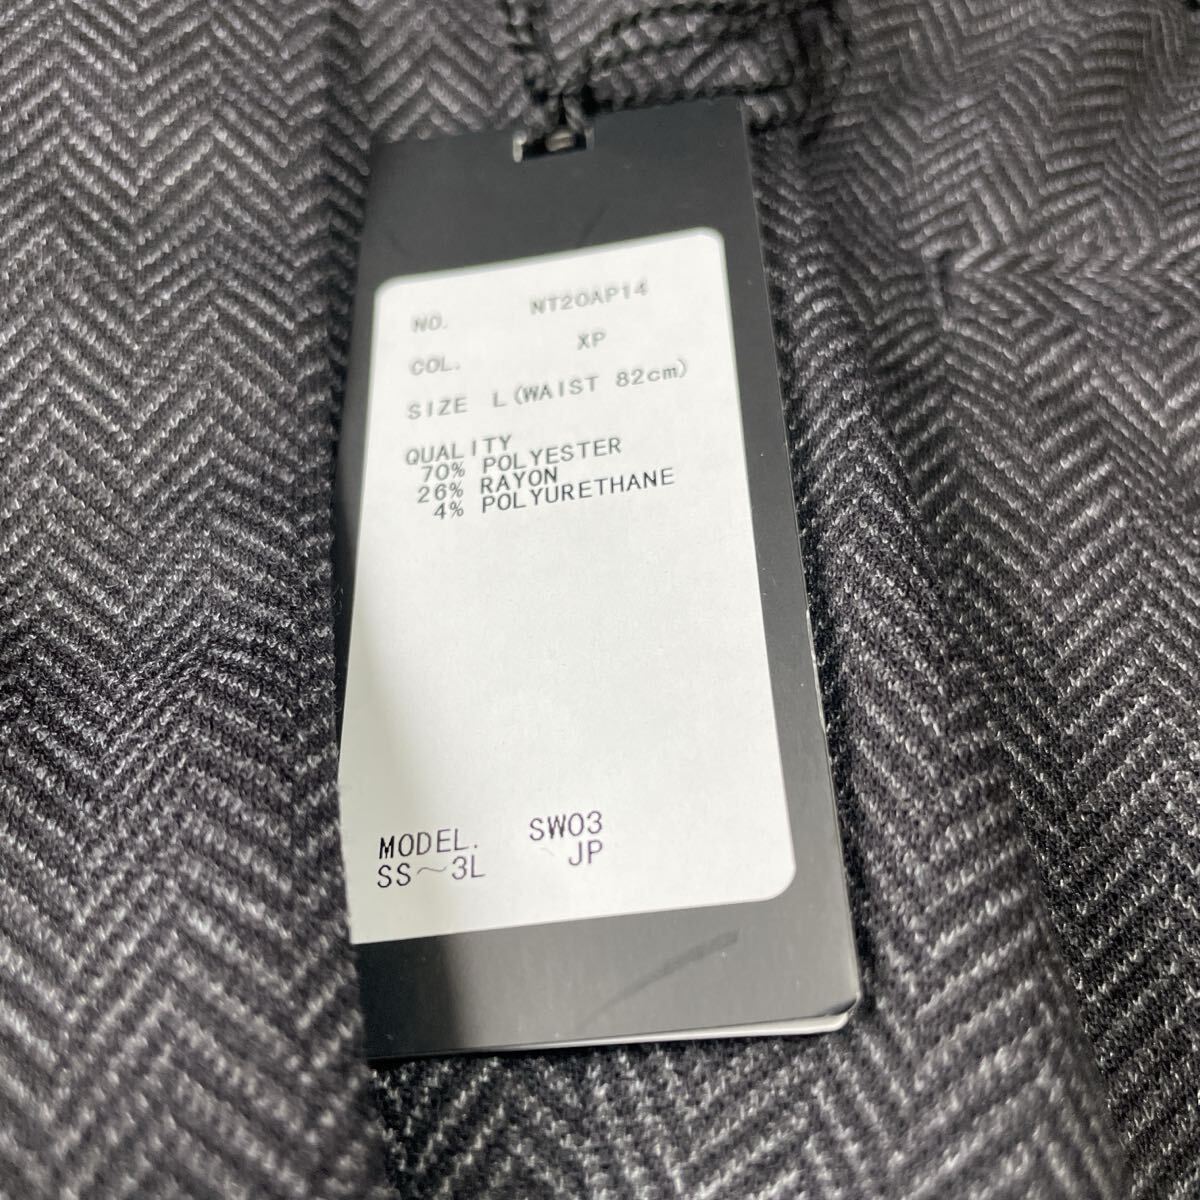 NO. NT20AP14
COL. XP
SIZE L(WAIST 82cm)
QUALITY
70% POLYESTER
26% RAYON
4% POLYURETHANE
MODEL. SW03
SS～3L JP